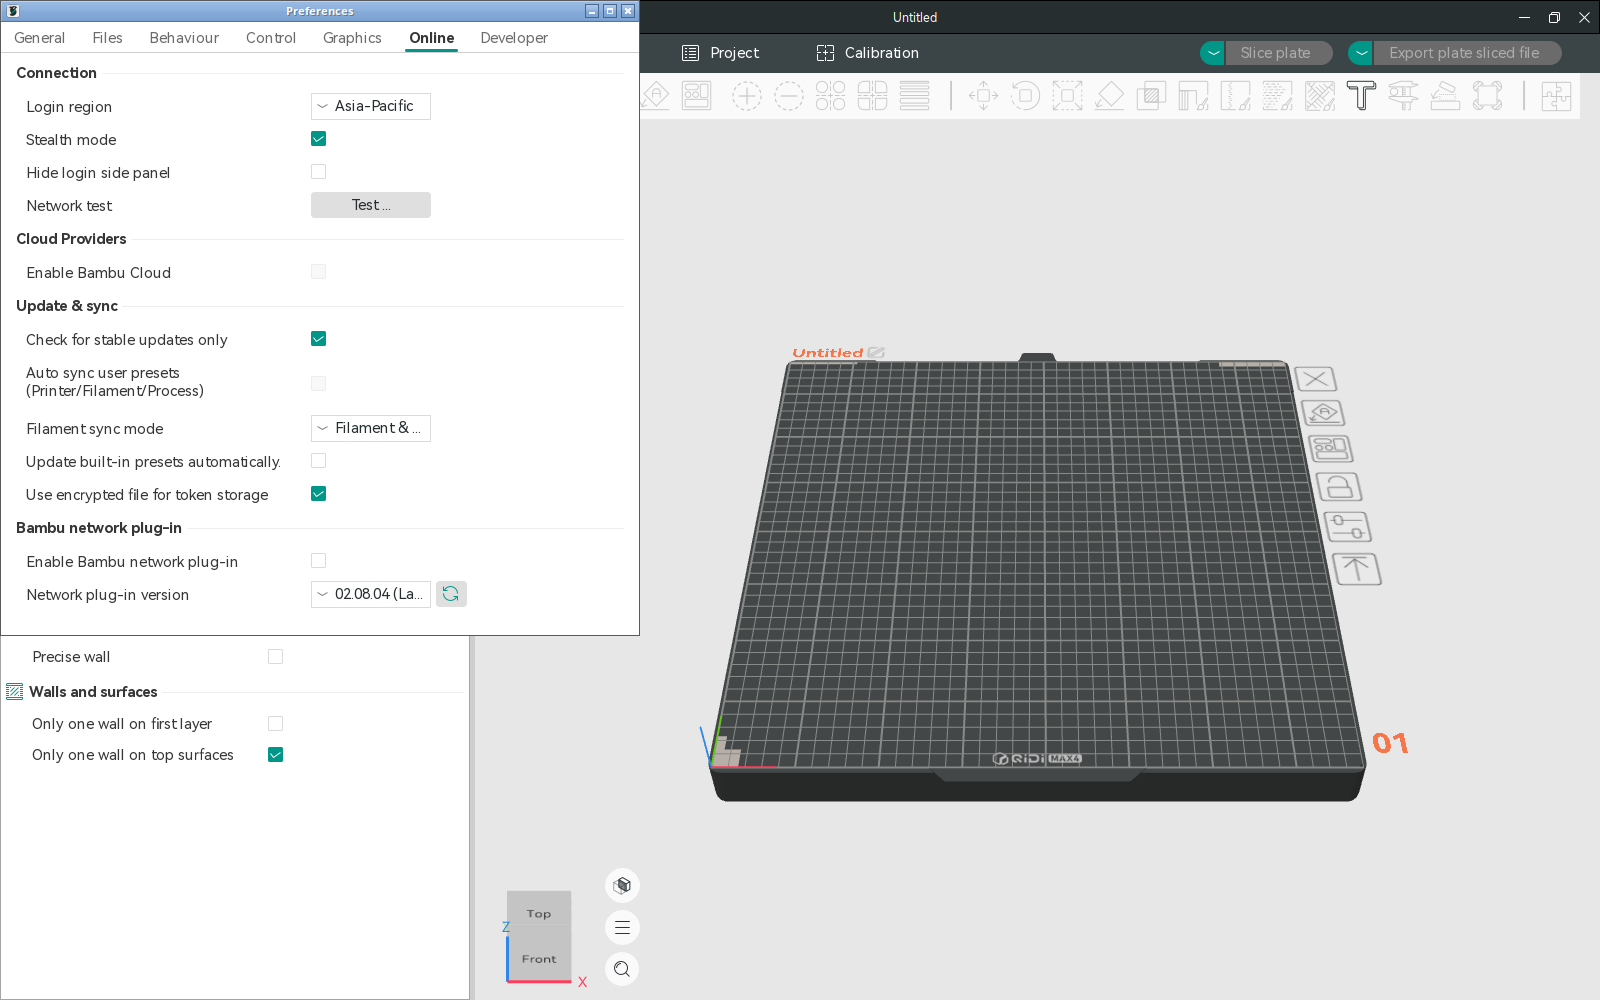 Preferences
Untitled
General Files Behaviour Control Graphics Online Developer
Project Calibration Slice plate Export plate sliced file
Connection
Login region Asia-Pacific
Stealth mode
Hide login side panel
Network test Test ...
Cloud Providers
Enable Bambu Cloud
Update & sync
Check for stable updates only
Auto sync user presets
(Printer/Filament/Process)
Filament sync mode Filament & ...
Update built-in presets automatically.
Use encrypted file for token storage
Bambu network plug-in
Enable Bambu network plug-in
Network plug-in version 02.08.04 (La...
Untitled
Precise wall
Walls and surfaces
Only one wall on first layer
Only one wall on top surfaces
01
QIDI MAX4
Top
Z
Front
X